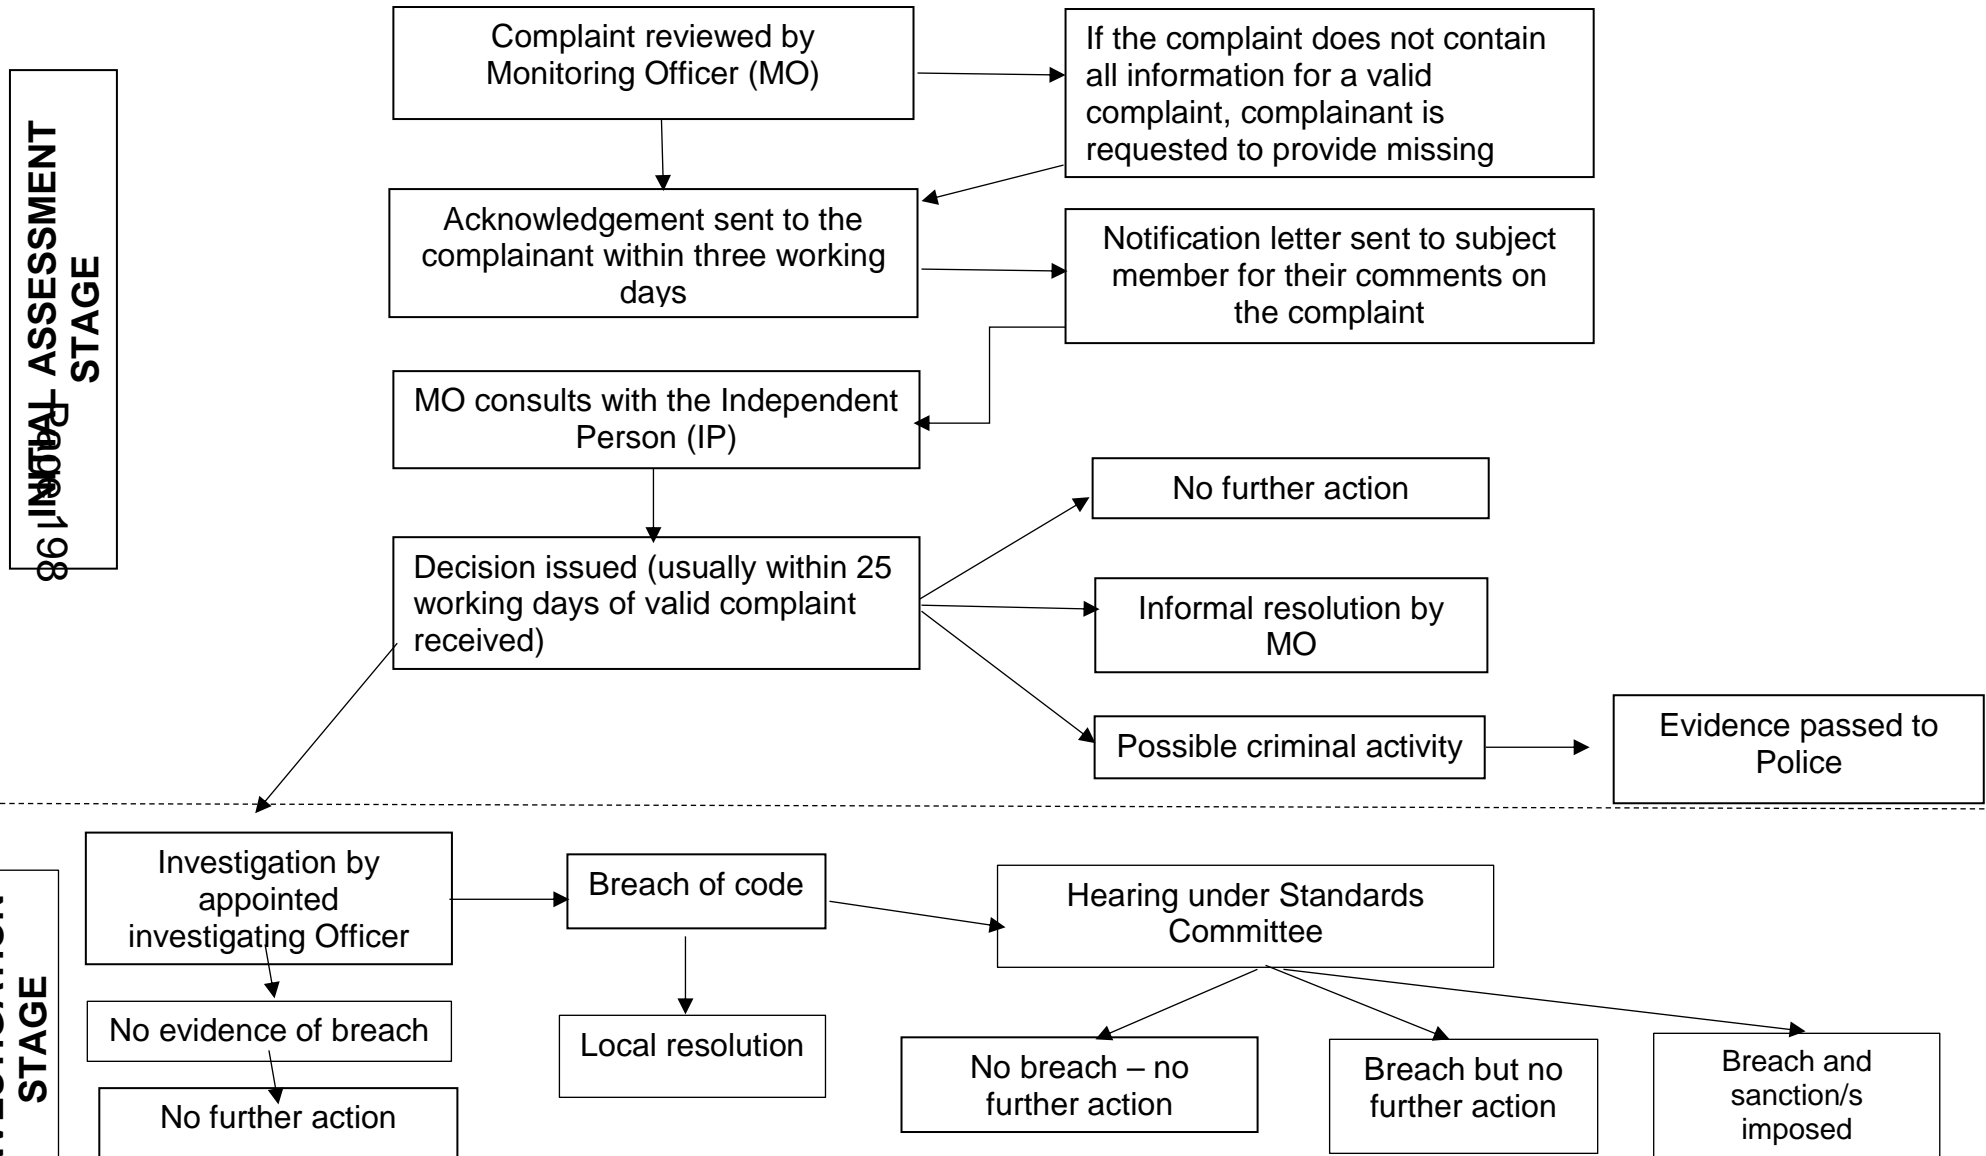 Complaint reviewed by
Monitoring Officer (MO)
If the complaint does not contain
all information for a valid
complaint, complainant is
requested to provide missing
INITIAL ASSESSMENT
STAGE
Page 198
Acknowledgement sent to the
complainant within three working
days
Notification letter sent to subject
member for their comments on
the complaint
MO consults with the Independent
Person (IP)
No further action
Decision issued (usually within 25
working days of valid complaint
received)
Informal resolution by
MO
Possible criminal activity
Evidence passed to
Police
STAGE
Investigation by
appointed
investigating Officer
Breach of code
Hearing under Standards
Committee
No evidence of breach
Local resolution
No further action
No breach – no
further action
Breach but no
further action
Breach and
sanction/s
imposed